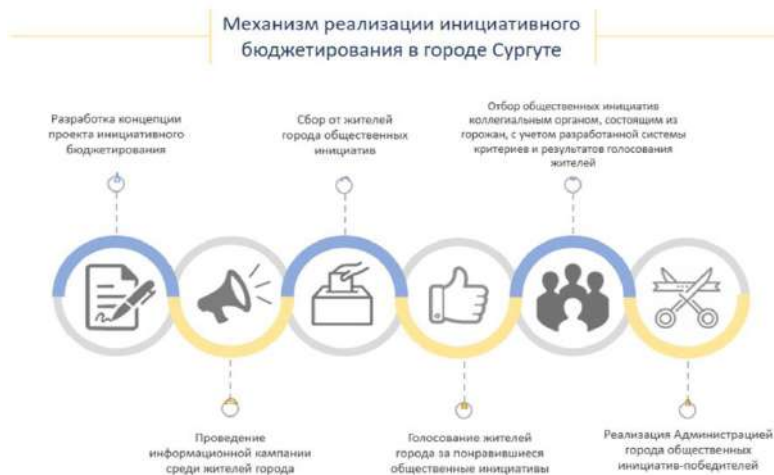 Механизм реализации инициативного
бюджетирования в городе Сургуте
Разработка концепции
проекта инициативного
бюджетирования
Сбор от жителей
города общественных
инициатив
Отбор общественных инициатив
коллегиальным органом, состоящим из
горожан, с учетом разработанной системы
критериев и результатов голосования
жителей
Проведение
информационной кампании
среди жителей города
Голосование жителей
города за понравившиеся
общественные инициативы
Реализация Администрацией
города общественных
инициатив-победителей